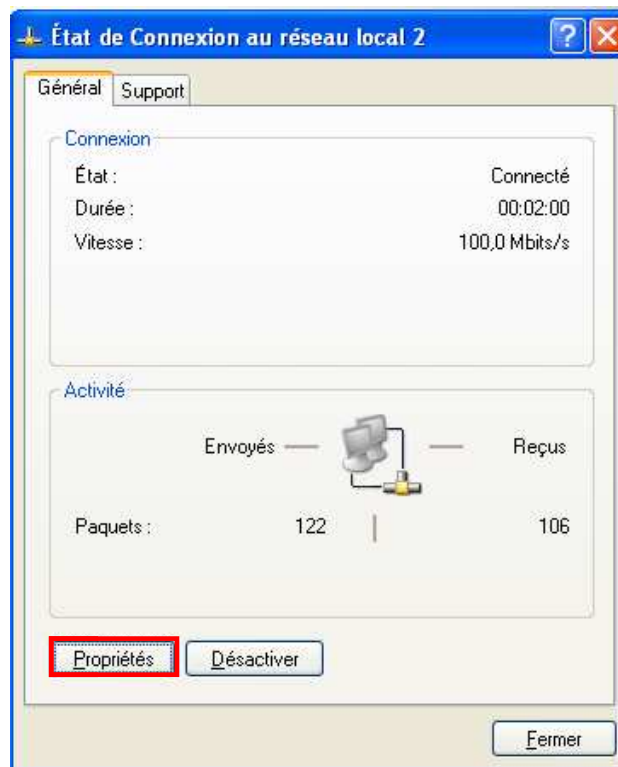 État de Connexion au réseau local 2
Général Support
Connexion
État : Connecté
Durée : 00:02:00
Vitesse : 100,0 Mbits/s
Activité
Envoyés Reçus
Paquets : 122 106
Propriétés Désactiver
Fermer